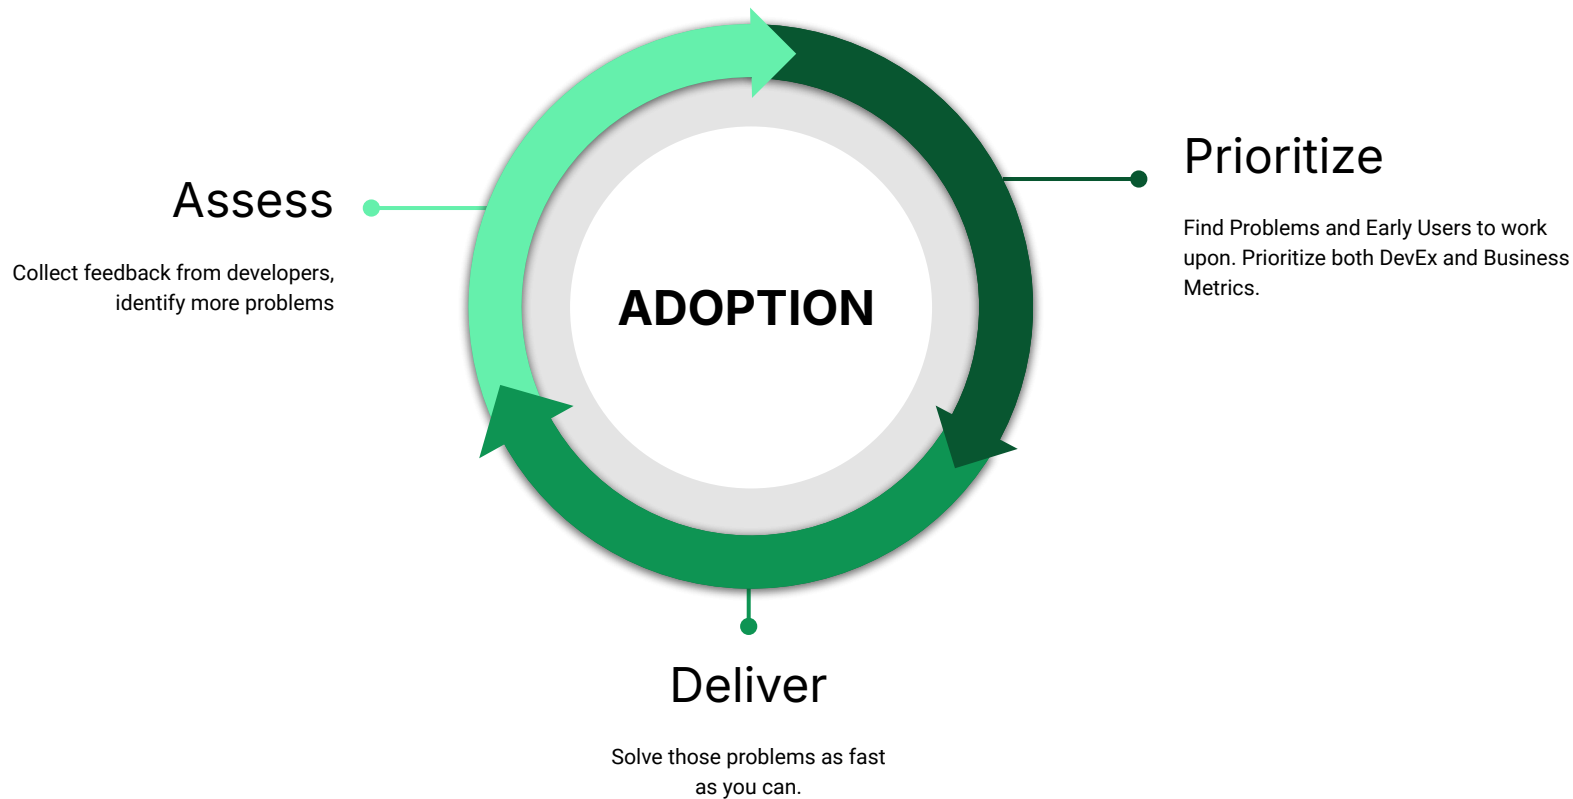 Assess
Collect feedback from developers,
identify more problems
ADOPTION
Prioritize
Find Problems and Early Users to work
upon. Prioritize both DevEx and Business
Metrics.
Deliver
Solve those problems as fast
as you can.